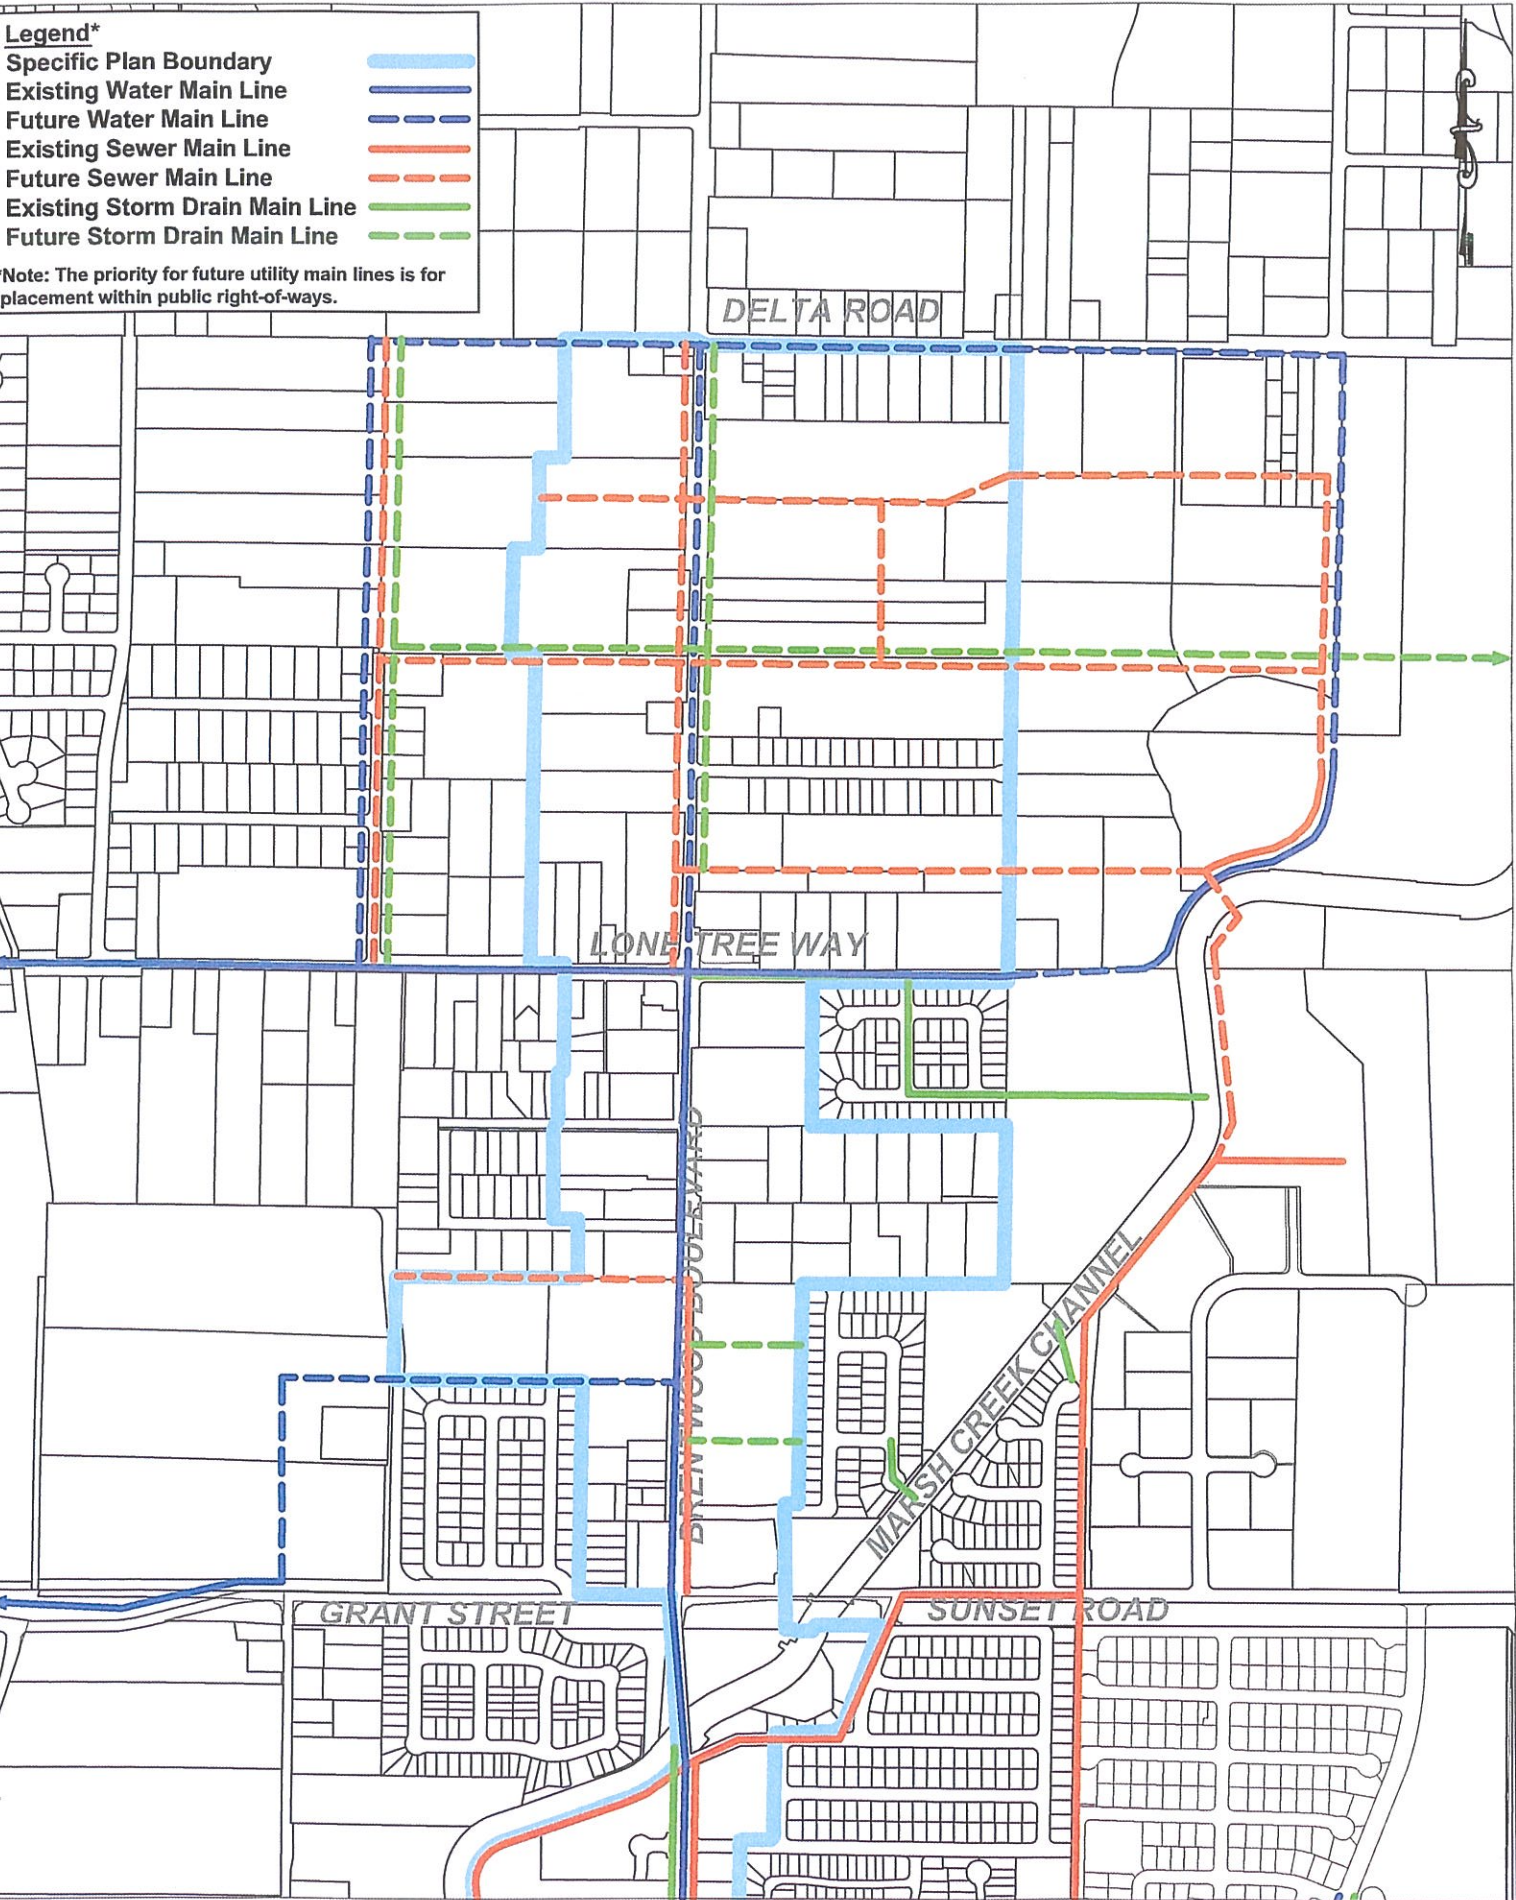 Legend*
Specific Plan Boundary
Existing Water Main Line
Future Water Main Line
Existing Sewer Main Line
Future Sewer Main Line
Existing Storm Drain Main Line
Future Storm Drain Main Line
*Note: The priority for future utility main lines is for
placement within public right-of-ways.
DELTA ROAD
LONE TREE WAY
BRENTWOOD BOULEVARD
MARSH CREEK CHANNEL
GRANT STREET
SUNSET ROAD